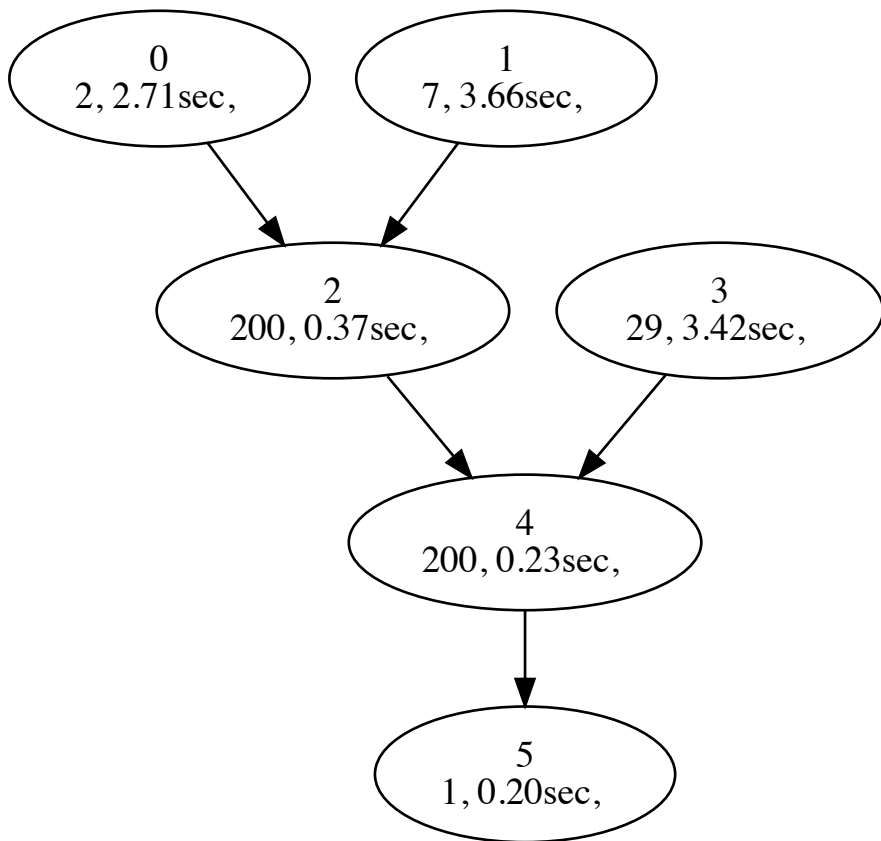 0
2, 2.71sec,
1
7, 3.66sec,
2
200, 0.37sec,
3
29, 3.42sec,
4
200, 0.23sec,
5
1, 0.20sec,